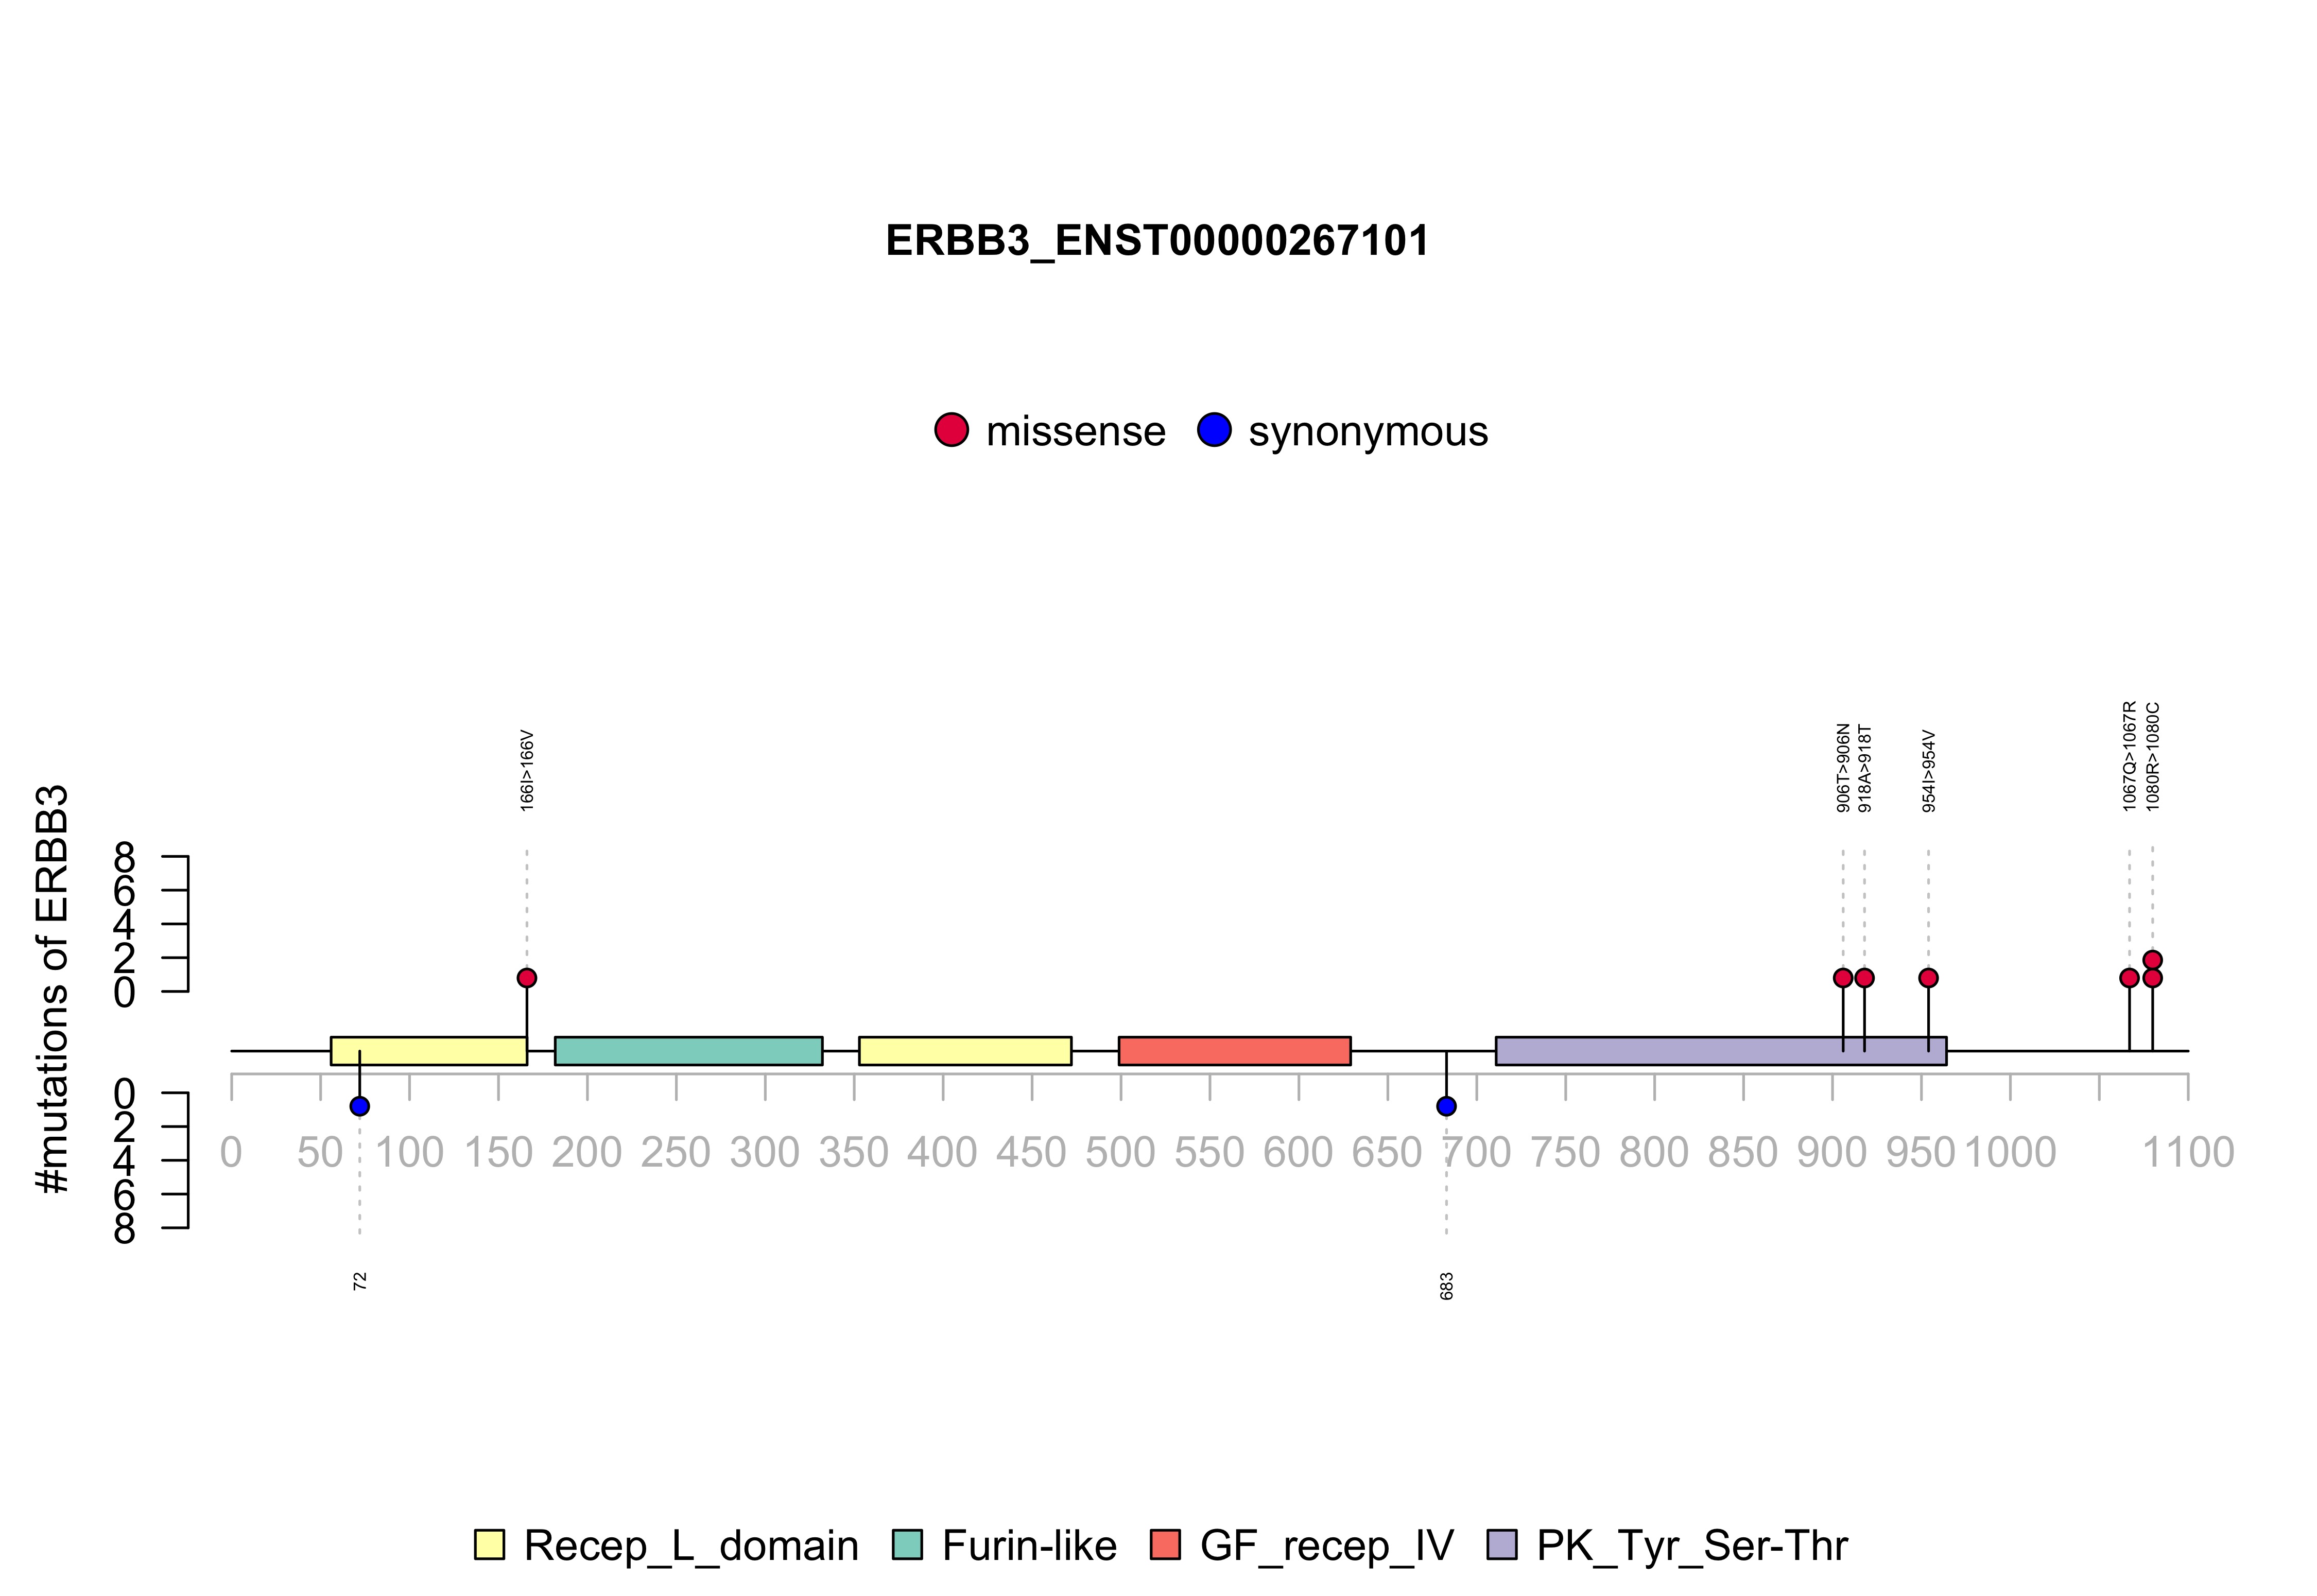 ERBB3_ENST00000267101
missense synonymous
166I>166V
906T>906N
918A>918T
954I>954V
1067Q>1067R
1080R>1080C
#mutations of ERBB3
8
6
4
2
0
0
2
4
6
8
0 50 100 150 200 250 300 350 400 450 500 550 600 650 700 750 800 850 900 950 1000 1100
72
683
Recep_L_domain Furin-like GF_recep_IV PK_Tyr_Ser-Thr